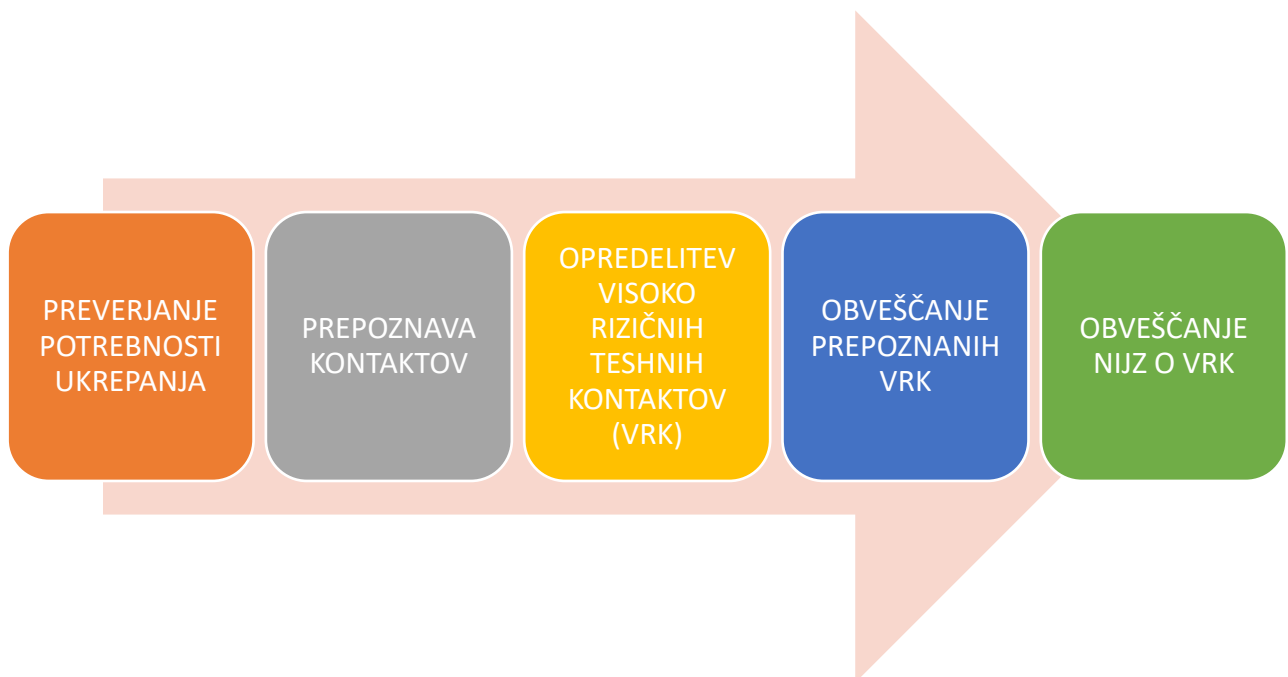 PREVERJANJE
POTREBNOSTI
UKREPANJA
PREPOZNAVA
KONTAKTOV
OPREDELITEV
VISOKO
RIZIČNIH
TESHNIH
KONTAKTOV
(VRK)
OBVEŠČANJE
PREPOZNANIH
VRK
OBVEŠČANJE
NIJZ O VRK